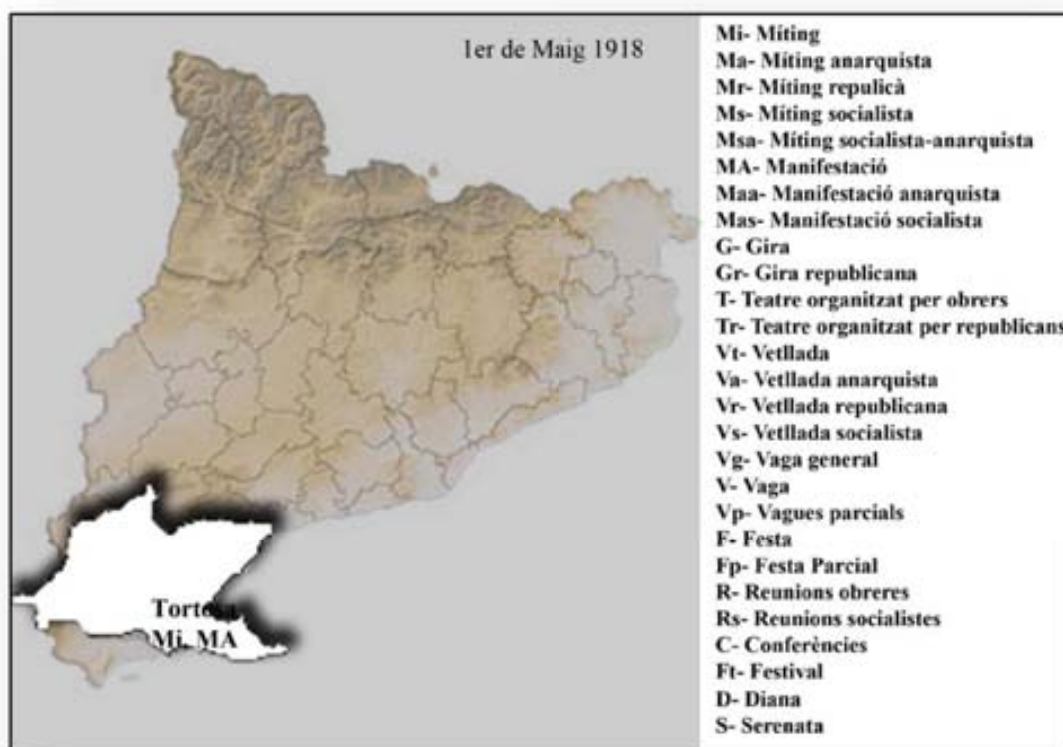 1er de Maig 1918
Tortosa
Mi, MA
Mi- Míting
Ma- Míting anarquista
Mr- Míting repulicà
Ms- Míting socialista
Msa- Míting socialista-anarquista
MA- Manifestació
Maa- Manifestació anarquista
Mas- Manifestació socialista
G- Gira
Gr- Gira republicana
T- Teatre organitzat per obrers
Tr- Teatre organitzat per republicans
Vt- Vetllada
Va- Vetllada anarquista
Vr- Vetllada republicana
Vs- Vetllada socialista
Vg- Vaga general
V- Vaga
Vp- Vagues parcials
F- Festa
Fp- Festa Parcial
R- Reunions obreres
Rs- Reunions socialistes
C- Conferències
Ft- Festival
D- Diana
S- Serenata